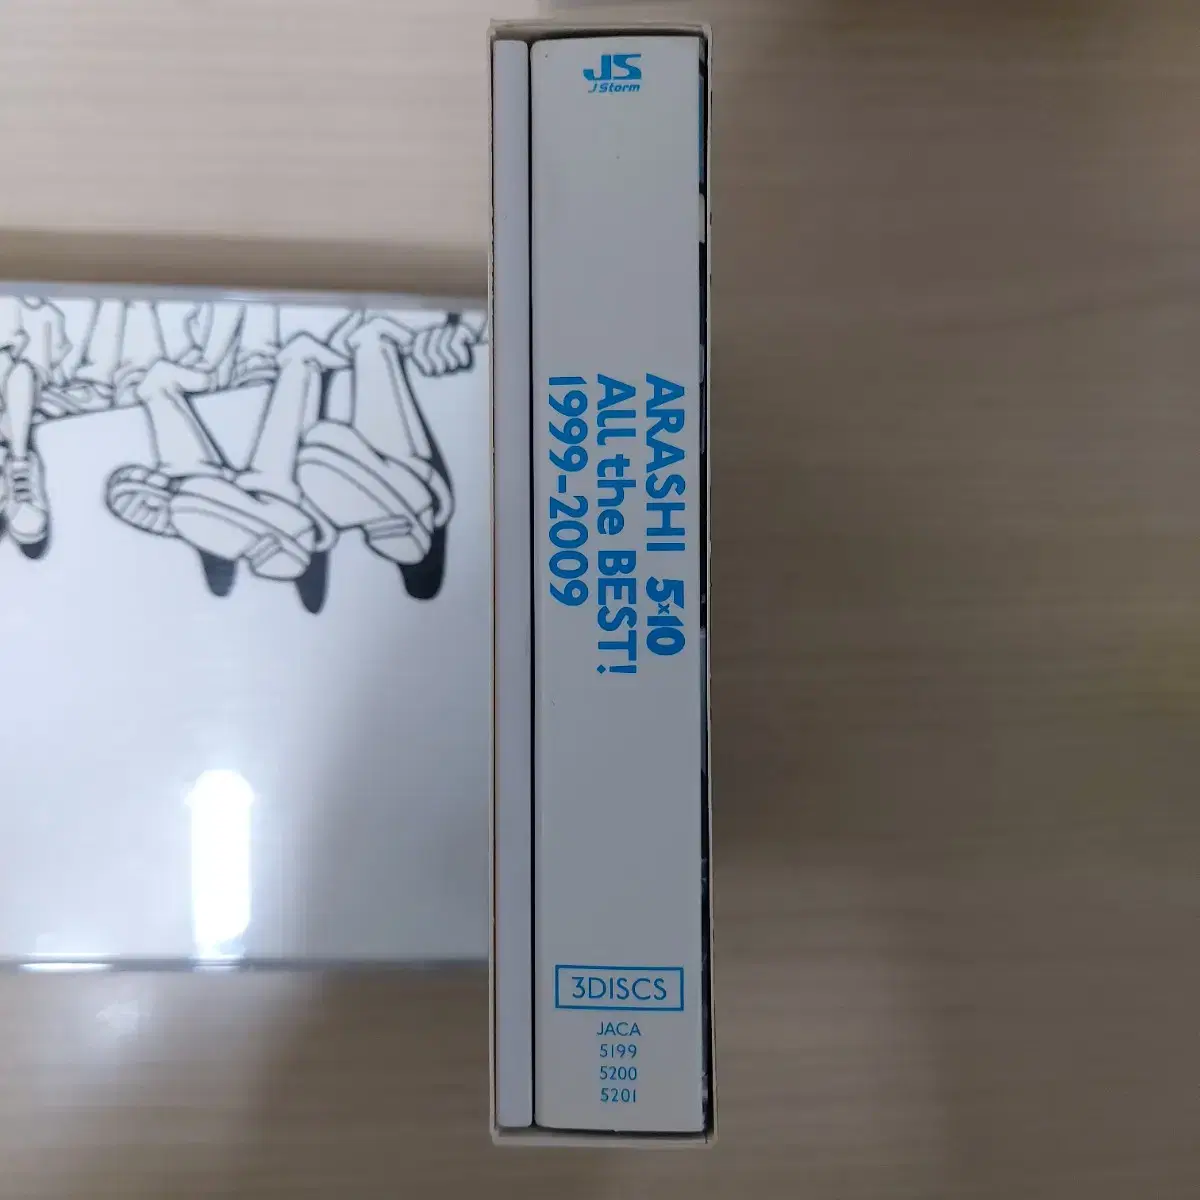 JS
J Storm
ARASHI 5×10
All the BEST!
1999-2009
3DISCS
JACA
5199
5200
5201